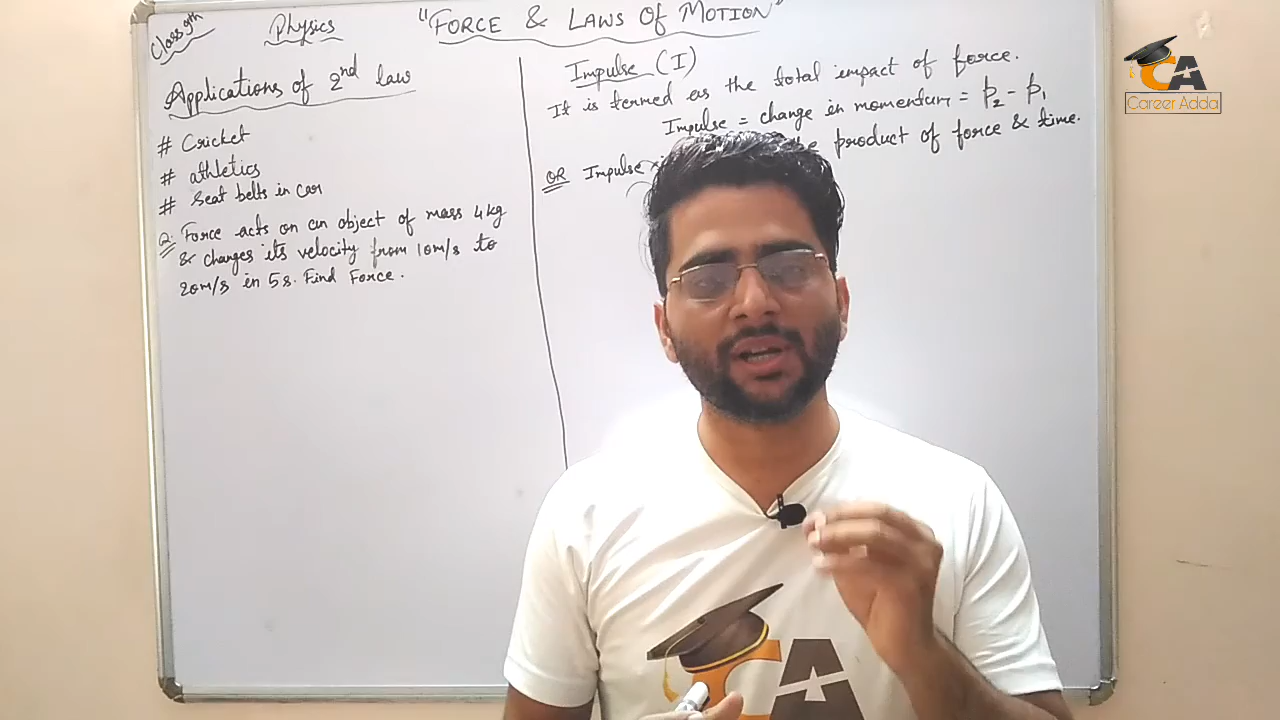 Class 9th
Physics
"FORCE & LAWS OF MOTION"
Applications of 2nd law
# Cricket
# athletics
# Seat belts in car
Q. Force acts on an object of mass 4kg
& changes its velocity from 10m/s to
20m/s in 5s. Find Force.
Impulse (I)
It is termed as the total impact of force.
Impulse = change in momentum = p2 - p1
OR Impulse the product of force & time.
CA
Career Adda
CA